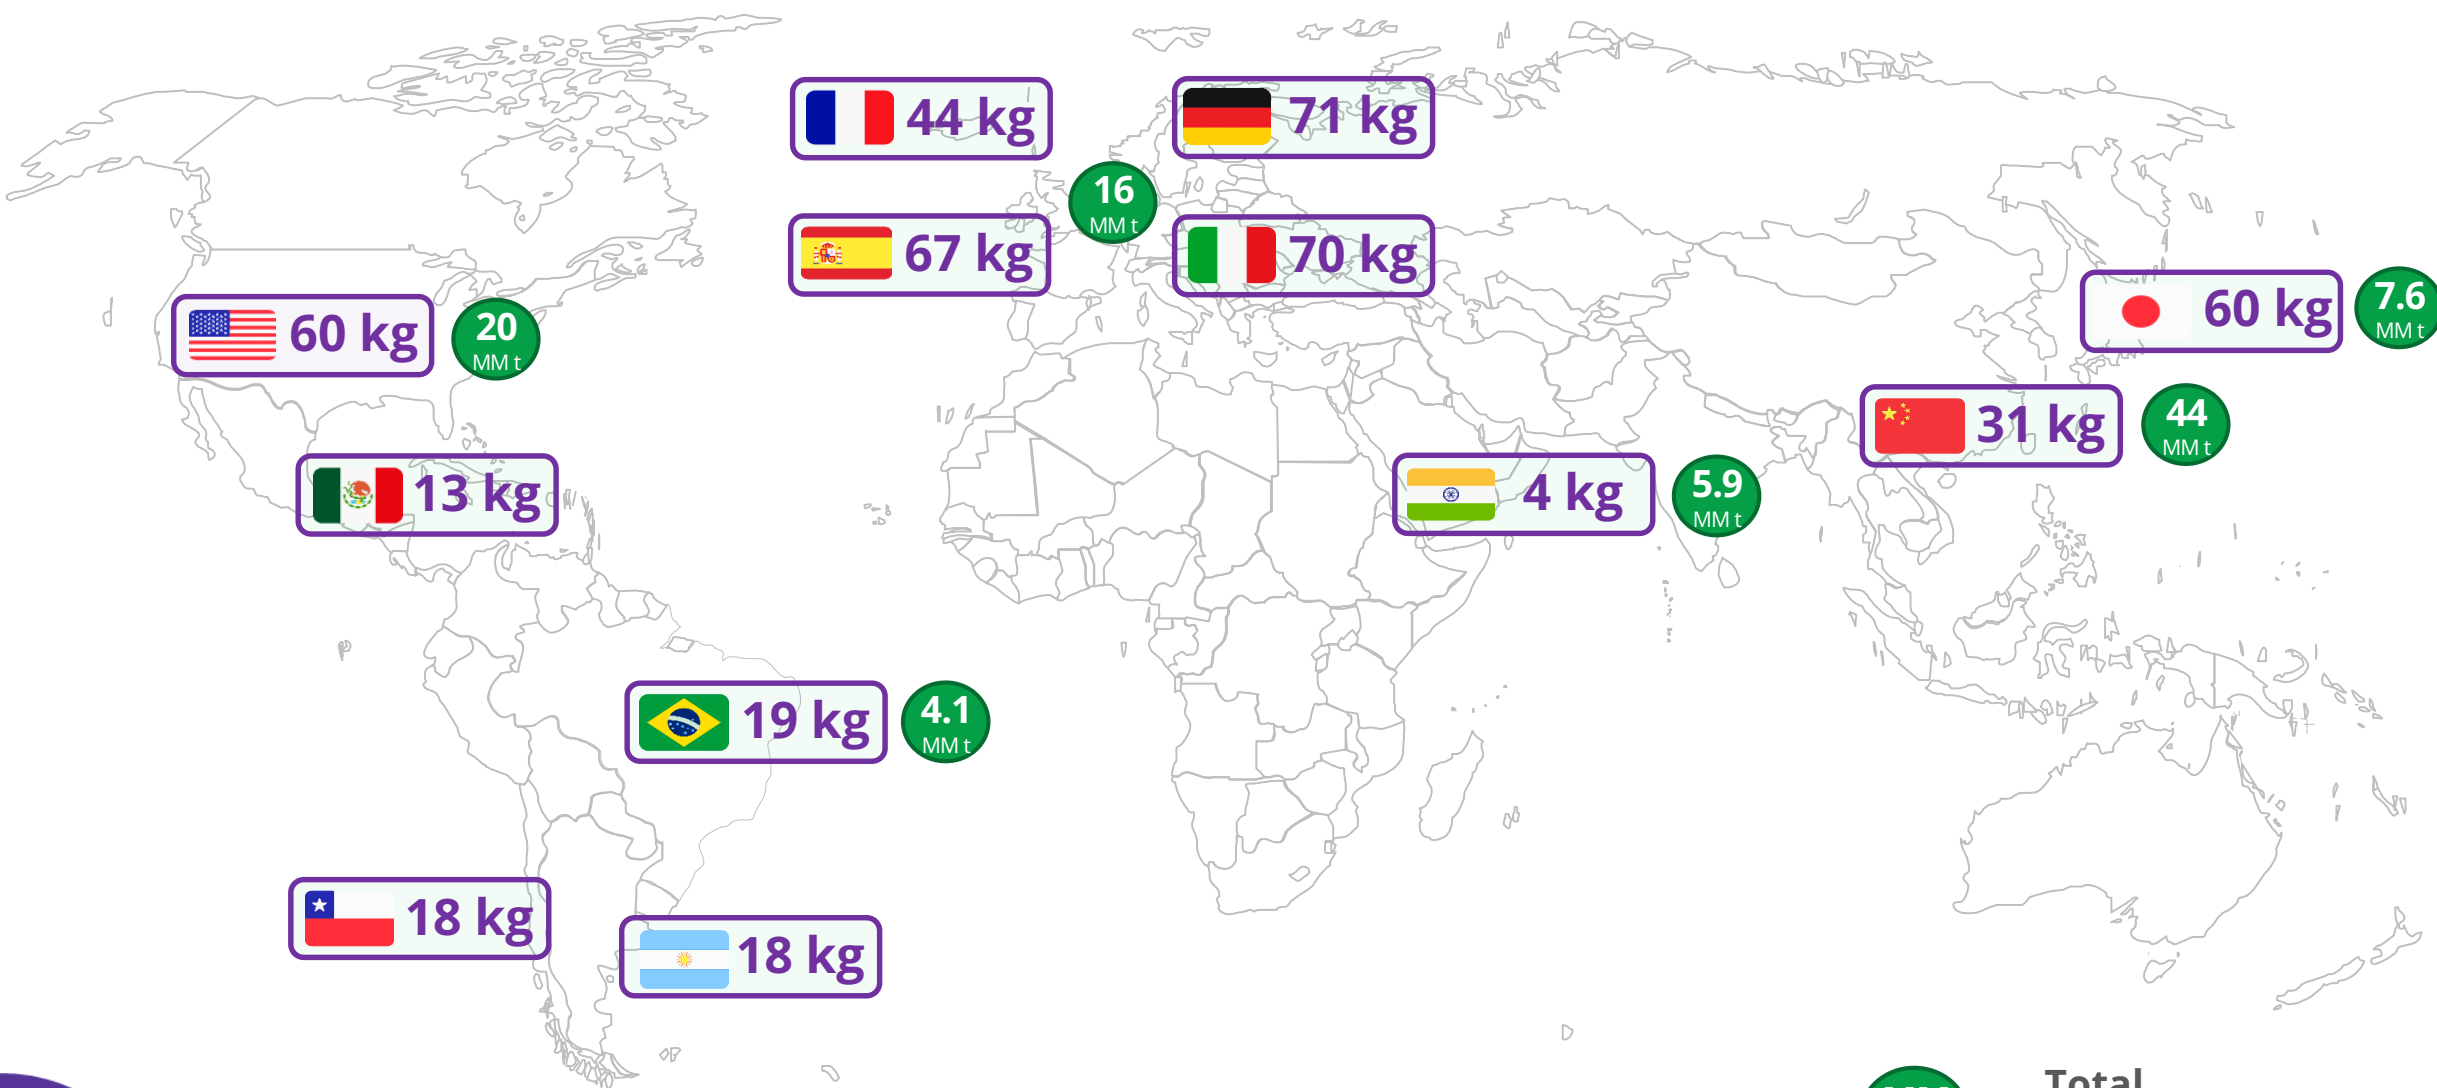 44 kg
71 kg
16
MM t
67 kg
70 kg
60 kg
20
MM t
60 kg
7.6
MM t
31 kg
44
MM t
13 kg
4 kg
5.9
MM t
19 kg
4.1
MM t
18 kg
18 kg
Total